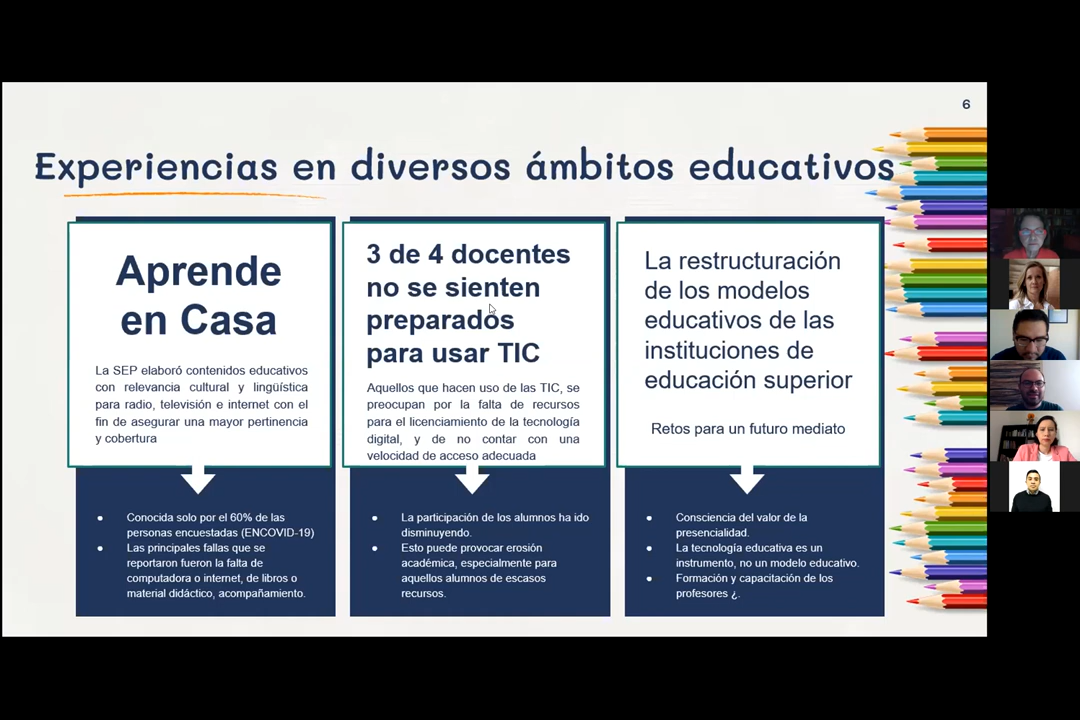 6
Experiencias en diversos ámbitos educativos
Aprende
en Casa
La SEP elaboró contenidos educativos
con relevancia cultural y lingüística
para radio, televisión e internet con el
fin de asegurar una mayor pertinencia
y cobertura
Conocida solo por el 60% de las
personas encuestadas (ENCOVID-19)
Las principales fallas que se
reportaron fueron la falta de
computadora o internet, de libros o
material didáctico, acompañamiento.
3 de 4 docentes
no se sienten
preparados
para usar TIC
Aquellos que hacen uso de las TIC, se
preocupan por la falta de recursos
para el licenciamiento de la tecnología
digital, y de no contar con una
velocidad de acceso adecuada
La participación de los alumnos ha ido
disminuyendo.
Esto puede provocar erosión
académica, especialmente para
aquellos alumnos de escasos
recursos.
La restructuración
de los modelos
educativos de las
instituciones de
educación superior
Retos para un futuro mediato
Consciencia del valor de la
presencialidad.
La tecnología educativa es un
instrumento, no un modelo educativo.
Formación y capacitación de los
profesores ¿.